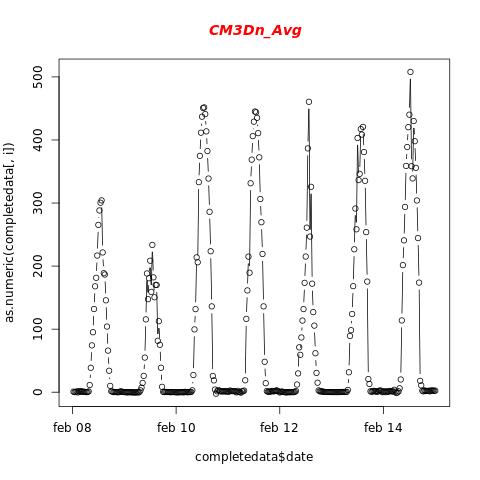 CM3Dn_Avg
as.numeric(completedata[, i])
500
400
300
200
100
0
feb 08 feb 10 feb 12 feb 14
completedata$date